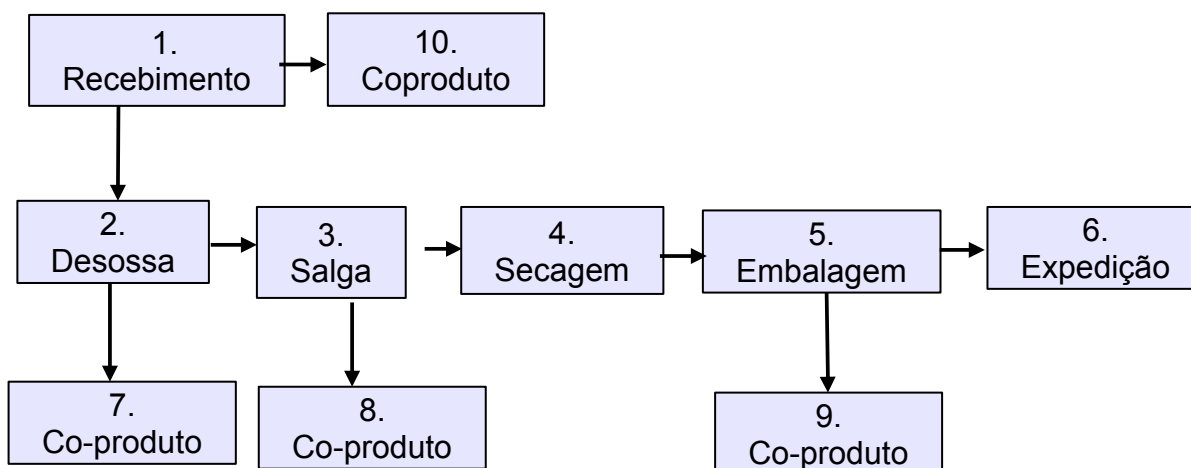 1.
Recebimento
10.
Coproduto
2.
Desossa
3.
Salga
4.
Secagem
5.
Embalagem
6.
Expedição
7.
Co-produto
8.
Co-produto
9.
Co-produto